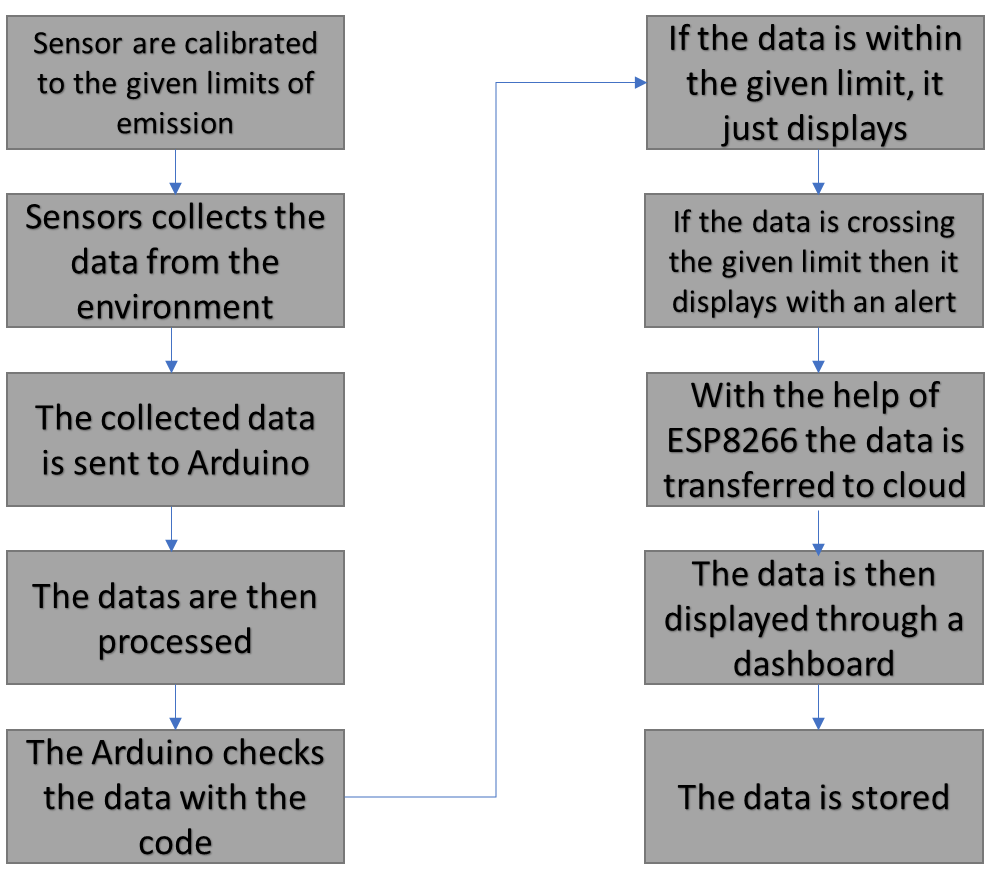 Sensor are calibrated
to the given limits of
emission
Sensors collects the
data from the
environment
The collected data
is sent to Arduino
The datas are then
processed
The Arduino checks
the data with the
code
If the data is within
the given limit, it
just displays
If the data is crossing
the given limit then it
displays with an alert
With the help of
ESP8266 the data is
transferred to cloud
The data is then
displayed through a
dashboard
The data is stored